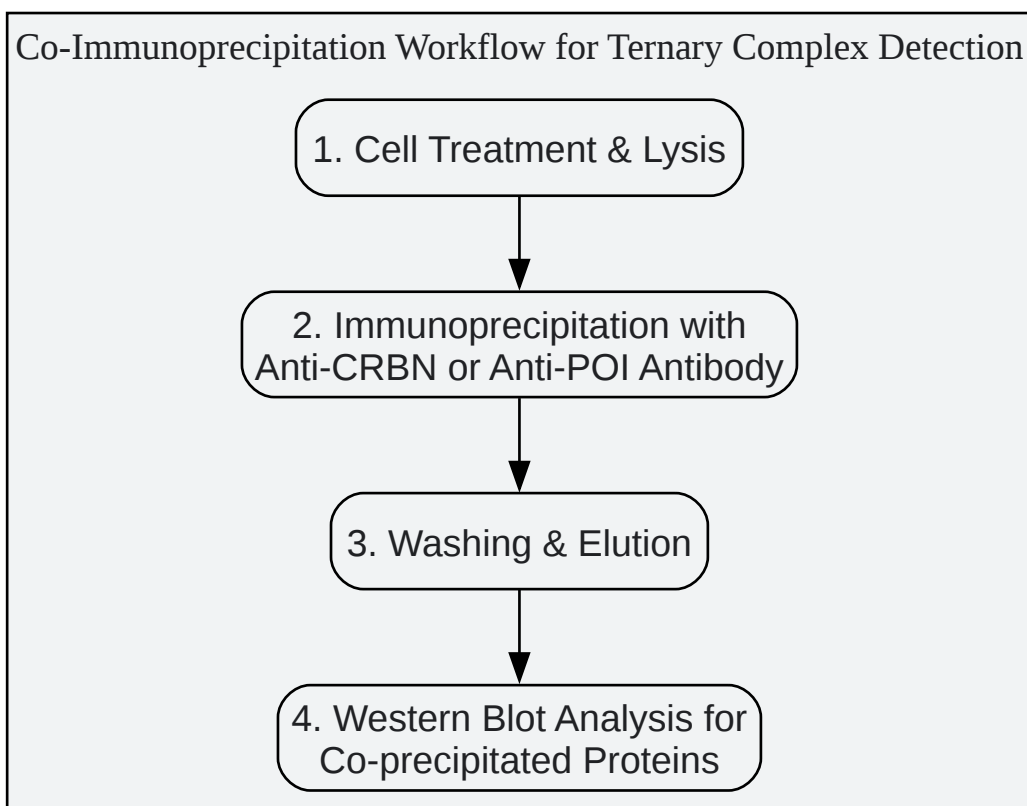 Co-Immunoprecipitation Workflow for Ternary Complex Detection
1. Cell Treatment & Lysis
2. Immunoprecipitation with
Anti-CRBN or Anti-POI Antibody
3. Washing & Elution
4. Western Blot Analysis for
Co-precipitated Proteins